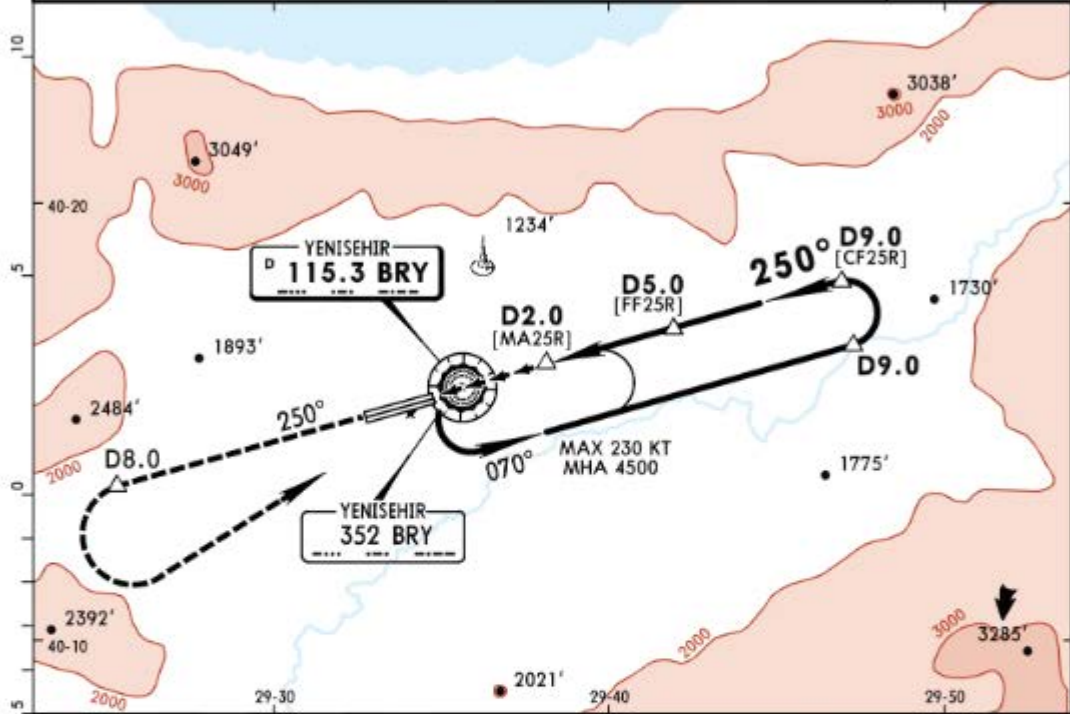 10
3038'
3000
2000
3049'
3000
40-20
1234'
YENISEHIR
D 115.3 BRY
250°
D9.0
[CF25R]
5
D5.0
[FF25R]
1730'
D2.0
[MA25R]
1893'
D9.0
2484'
250°
2000
D8.0
070°
MAX 230 KT
MHA 4500
1775'
0
YENISEHIR
352 BRY
2392'
40-10
2000
3000
3285'
2000
2021'
29-30
29-40
29-50
5